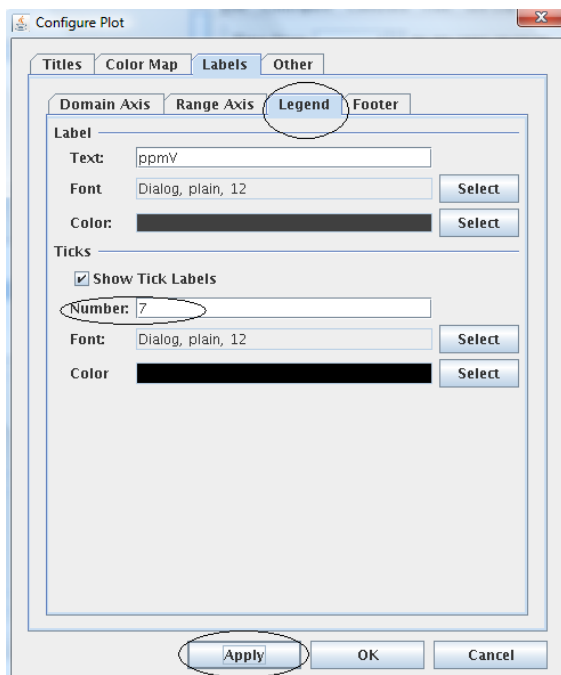 Configure Plot
Titles Color Map Labels Other
Domain Axis Range Axis Legend Footer
Label
Text: ppmV
Font Dialog, plain, 12 Select
Color: Select
Ticks
Show Tick Labels
Number: 7
Font: Dialog, plain, 12 Select
Color Select
Apply OK Cancel